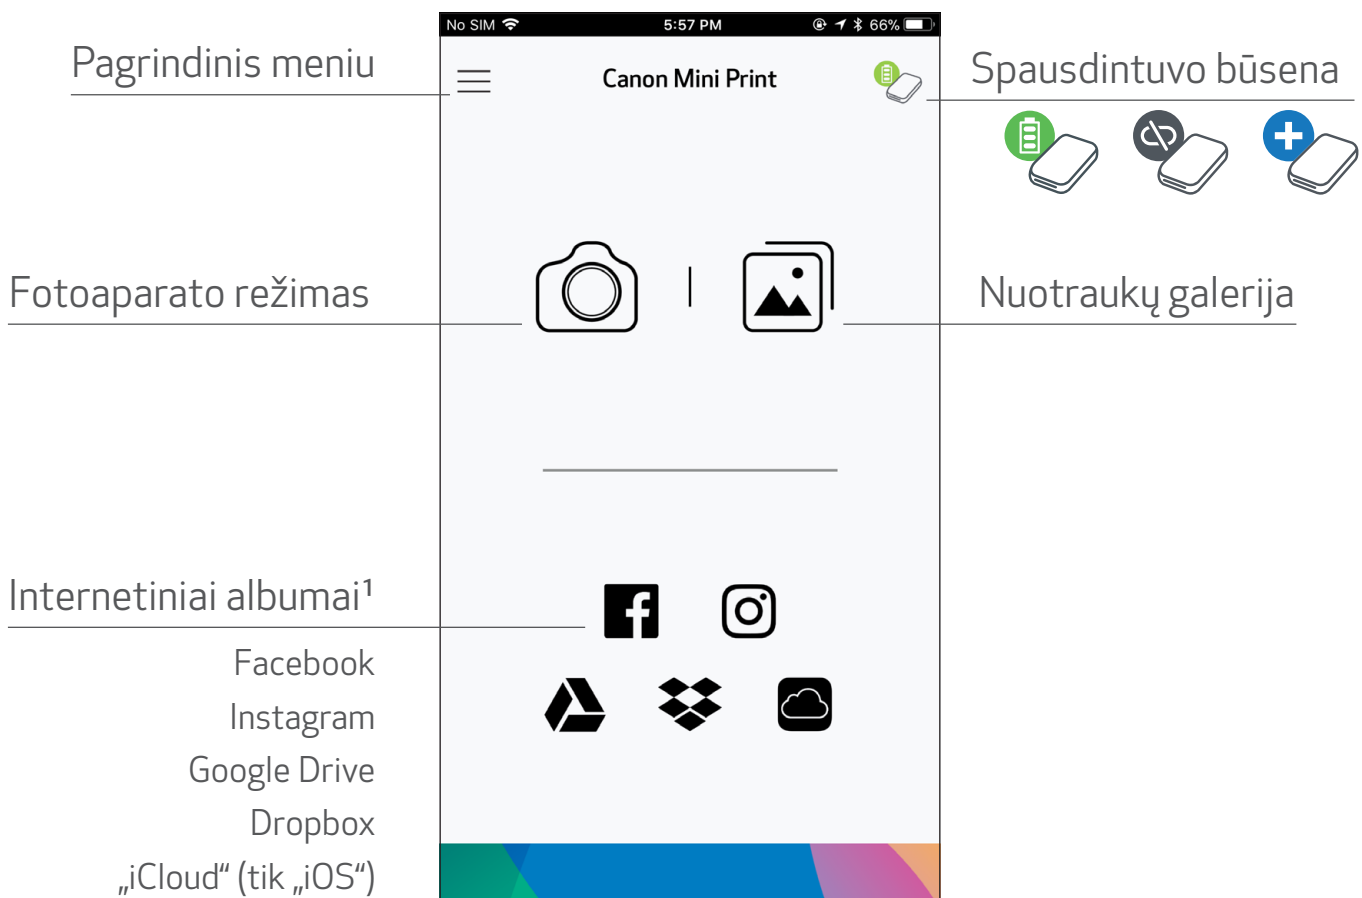 No SIM 5:57 PM 66%
Pagrindinis meniu
Canon Mini Print
Spausdintuvo būsena
Fotoaparato režimas
Nuotraukų galerija
Internetiniai albumai¹
Facebook
Instagram
Google Drive
Dropbox
„iCloud“ (tik „iOS“)